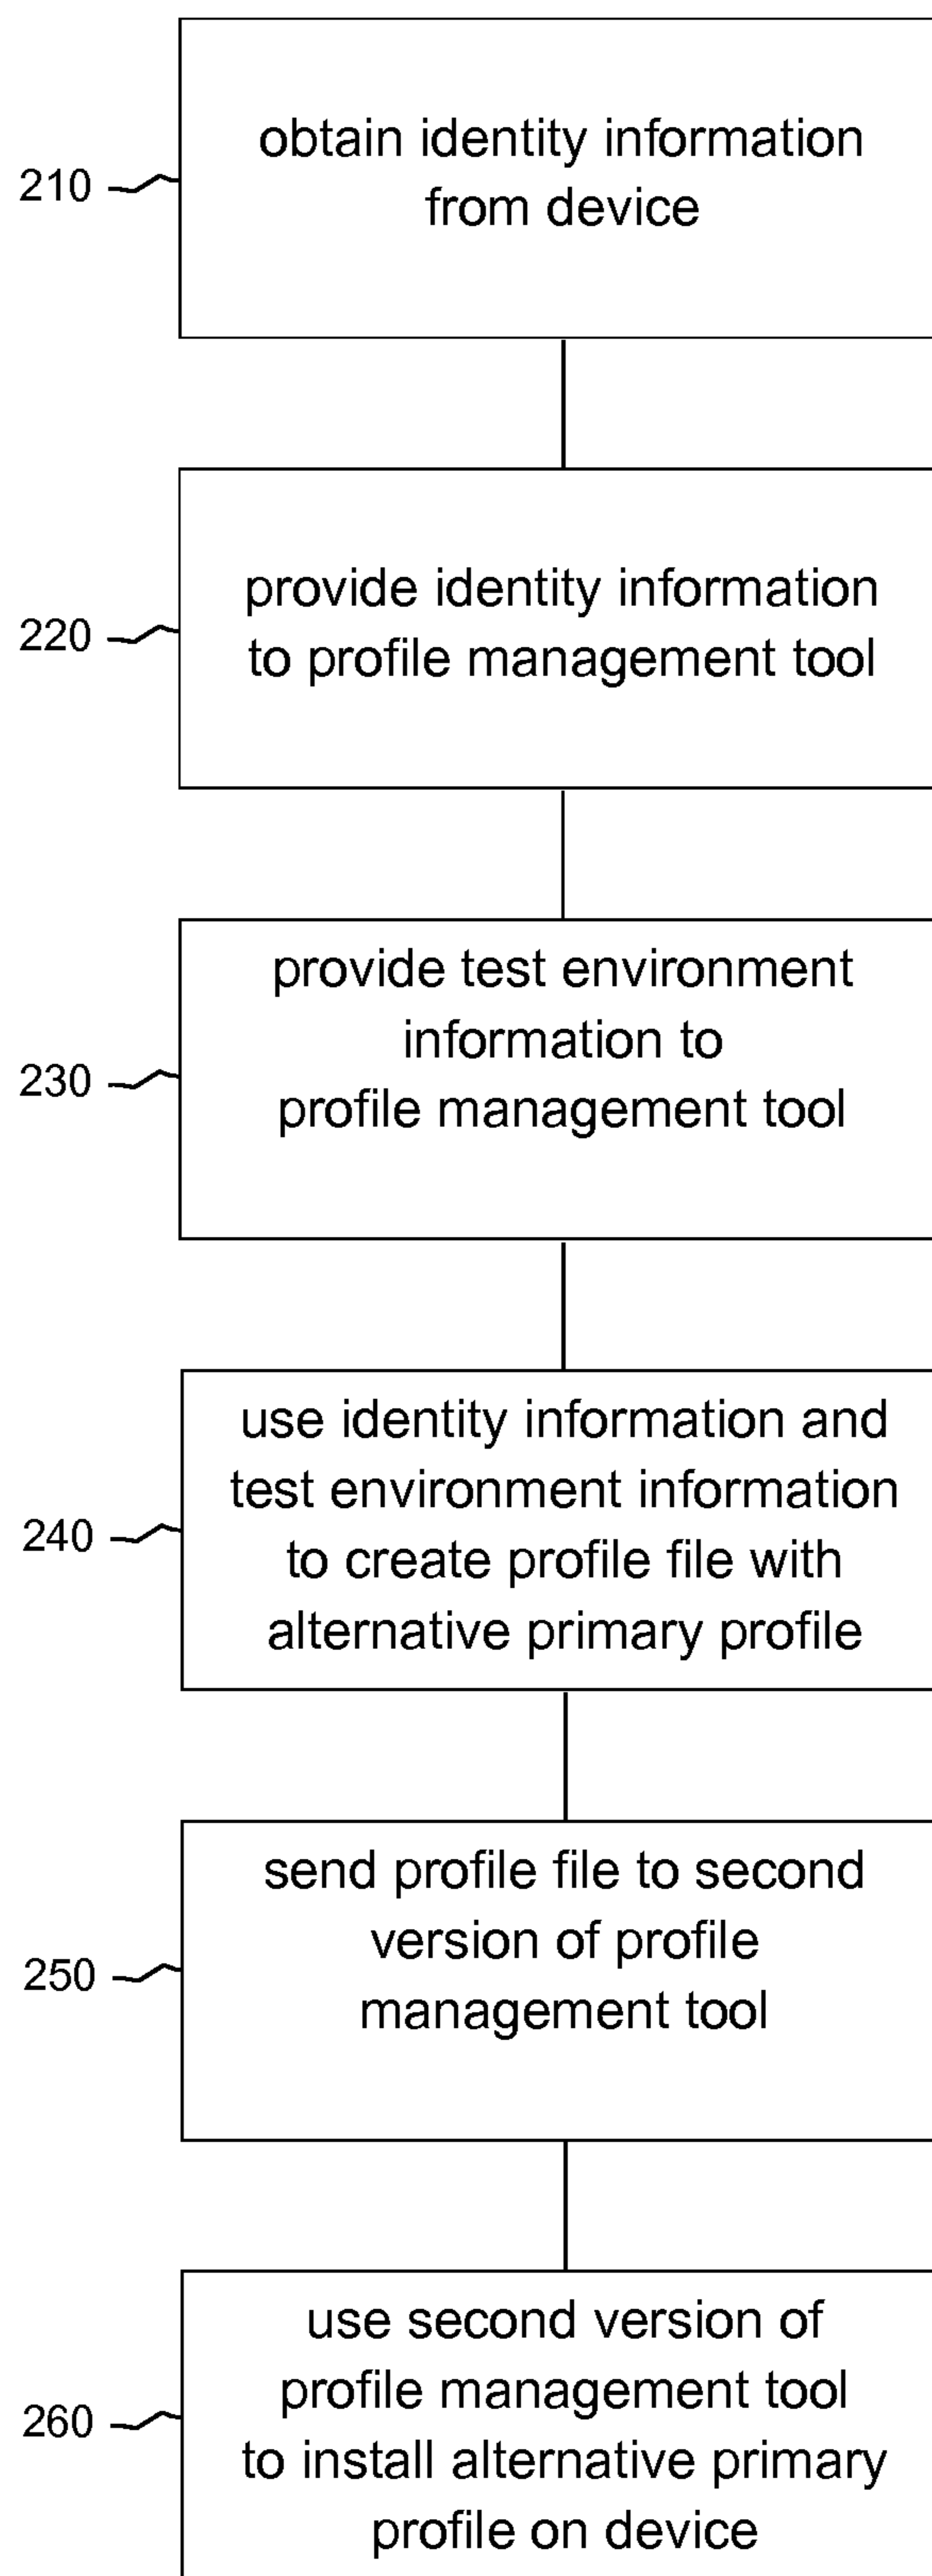 obtain identity information
from device
210
provide identity information
to profile management tool
220
provide test environment
information to
profile management tool
230
use identity information and
test environment information
to create profile file with
alternative primary profile
240
send profile file to second
version of profile
management tool
250
use second version of
profile management tool
to install alternative primary
profile on device
260